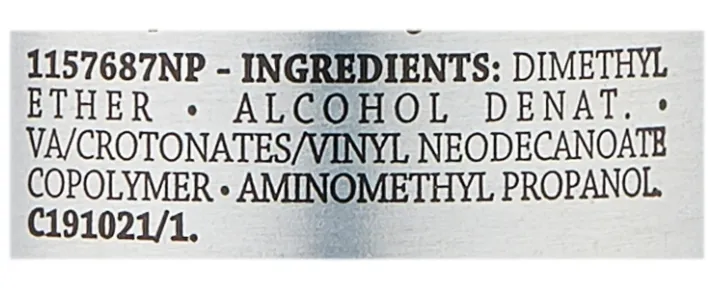 1157687NP - INGREDIENTS: DIMETHYL
ETHER • ALCOHOL DENAT. •
VA/CROTONATES/VINYL NEODECANOATE
COPOLYMER • AMINOMETHYL PROPANOL.
C191021/1.